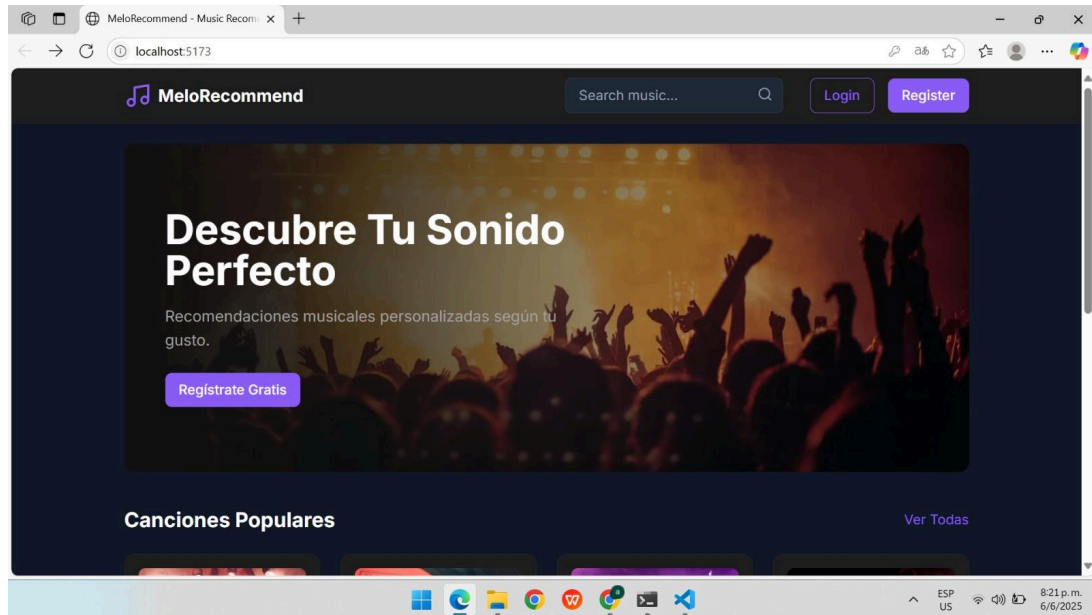 MeloRecommend - Music Recom
localhost:5173
MeloRecommend
Search music...
Login
Register
Descubre Tu Sonido
Perfecto
Recomendaciones musicales personalizadas según tu
gusto.
Regístrate Gratis
Canciones Populares
Ver Todas
ESP
US
8:21 p. m.
6/6/2025